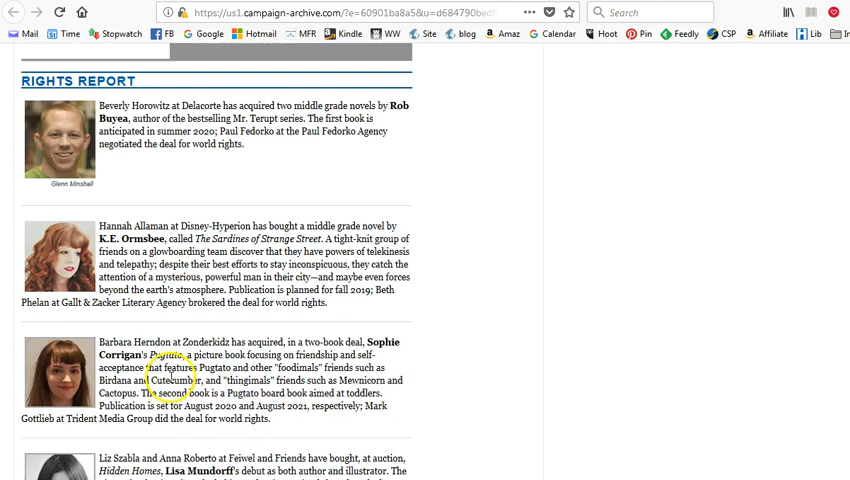 https://us1.campaign-archive.com/?e=60901ba8a5&u=d684790bed
Search
Mail Time Stopwatch FB Google Hotmail MFR Kindle WW Site blog Amaz Calendar Hoot Pin Feedly CSP Affiliate Lib In
RIGHTS REPORT
Beverly Horowitz at Delacorte has acquired two middle grade novels by Rob
Buyea, author of the bestselling Mr. Terupt series. The first book is
anticipated in summer 2020; Paul Fedorko at the Paul Fedorko Agency
negotiated the deal for world rights.
Glenn Minshall
Hannah Allaman at Disney-Hyperion has bought a middle grade novel by
K.E. Ormsbee, called The Sardines of Strange Street. A tight-knit group of
friends on a glowboarding team discover that they have powers of telekinesis
and telepathy; despite their best efforts to stay inconspicuous, they catch the
attention of a mysterious, powerful man in their city—and maybe even forces
beyond the earth's atmosphere. Publication is planned for fall 2019; Beth
Phelan at Gallt & Zacker Literary Agency brokered the deal for world rights.
Barbara Herndon at Zonderkidz has acquired, in a two-book deal, Sophie
Corrigan's Pugtato, a picture book focusing on friendship and self-
acceptance that features Pugtato and other "foodimals" friends such as
Birdana and Cutecumber, and "thingimals" friends such as Mewnicorn and
Cactopus. The second book is a Pugtato board book aimed at toddlers.
Publication is set for August 2020 and August 2021, respectively; Mark
Gottlieb at Trident Media Group did the deal for world rights.
Liz Szabla and Anna Roberto at Feiwel and Friends have bought, at auction,
Hidden Homes, Lisa Mundorff's debut as both author and illustrator. The